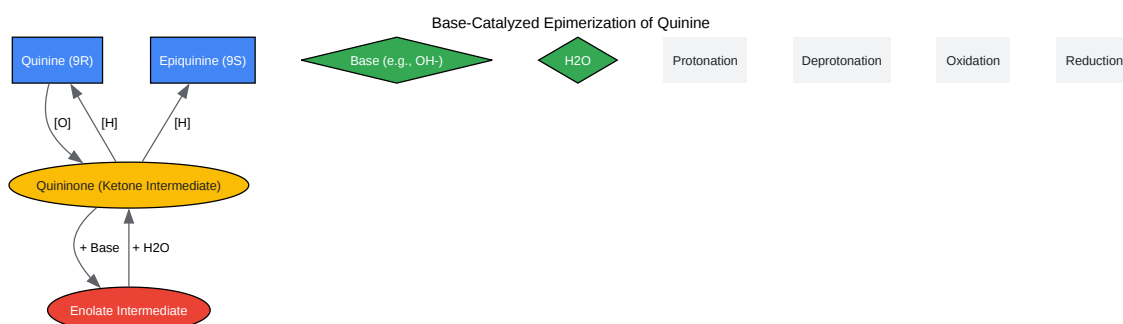 Base-Catalyzed Epimerization of Quinine
Quinine (9R)
Epiquinine (9S)
Base (e.g., OH-)
H2O
Protonation
Deprotonation
Oxidation
Reduction
[O]
[H]
[H]
Quininone (Ketone Intermediate)
+ Base
+ H2O
Enolate Intermediate